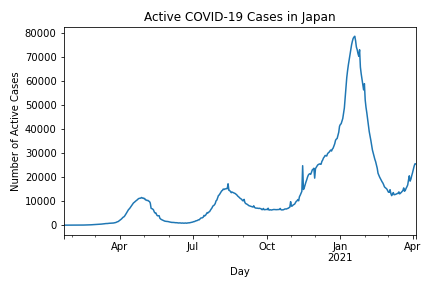 Active COVID-19 Cases in Japan
80000
70000
60000
50000
40000
30000
20000
10000
0
Number of Active Cases
Apr
Jul
Oct
Jan
2021
Apr
Day